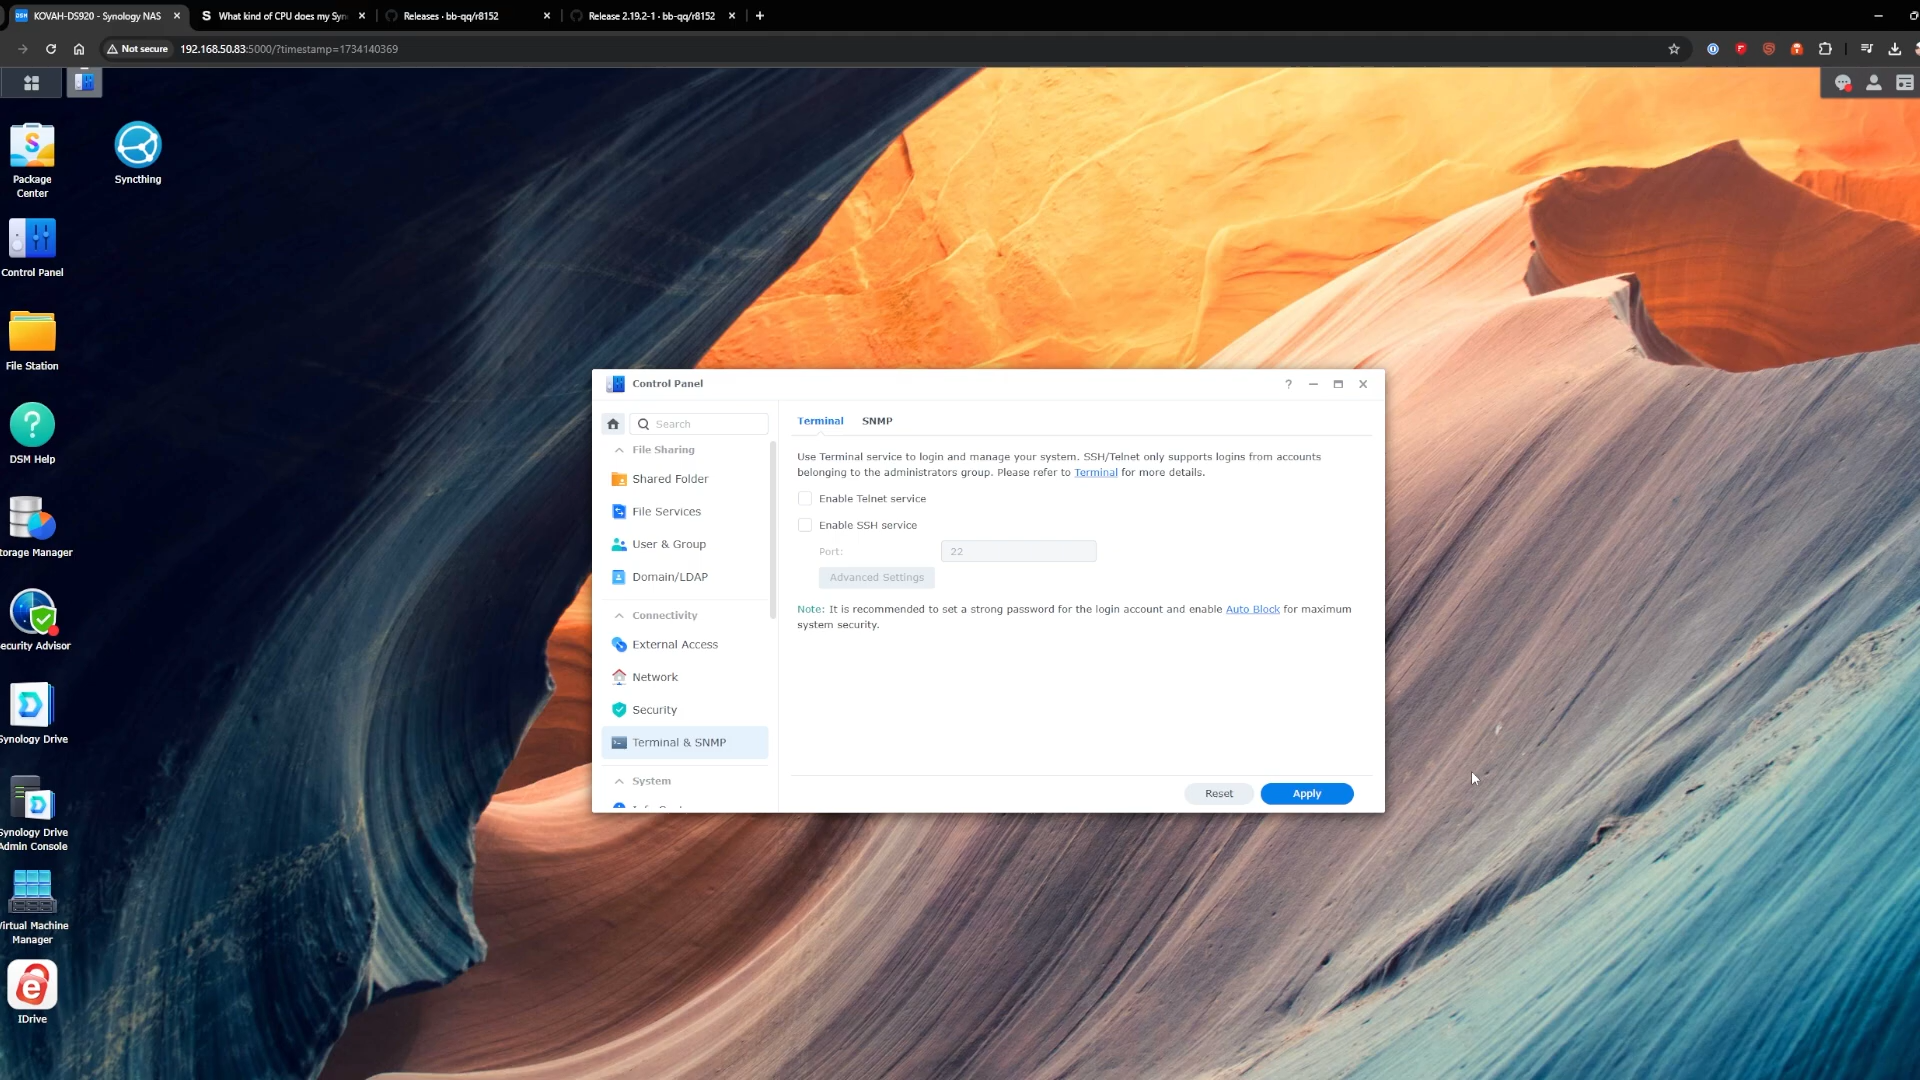 KOVAH-DS920 - Synology NAS
What kind of CPU does my Syn
Releases · bb-qq/r8152
Release 2.19.2-1 · bb-qq/r8152
Not secure
192.168.50.83:5000/?timestamp=1734140369
Package
Center
Syncthing
Control Panel
File Station
DSM Help
torage Manager
ecurity Advisor
ynology Drive
ynology Drive
Admin Console
irtual Machine
Manager
IDrive
Control Panel
Search
File Sharing
Shared Folder
File Services
User & Group
Domain/LDAP
Connectivity
External Access
Network
Security
Terminal & SNMP
System
Terminal
SNMP
Use Terminal service to login and manage your system. SSH/Telnet only supports logins from accounts
belonging to the administrators group. Please refer to Terminal for more details.
Enable Telnet service
Enable SSH service
Port:
22
Advanced Settings
Note: It is recommended to set a strong password for the login account and enable Auto Block for maximum
system security.
Reset
Apply